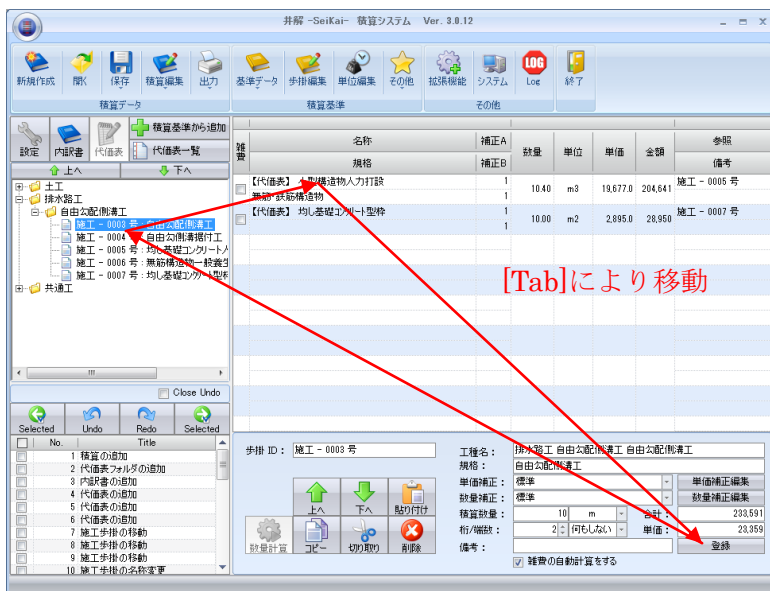 井解 -SeiKai- 積算システム Ver. 3.0.12
新規作成 開く 保存 積算編集 出力
積算データ
基準データ 歩掛編集 単位編集 その他
積算基準
拡張機能 システム Log 終了
その他
LOG
設定 内訳書 代価表
積算基準から追加
代価表一覧
上へ 下へ
土工
排水路工
自由勾配側溝工
施工 - 0003 号 : 自由勾配側溝工
施工 - 0004 号 : 自由勾側溝据付工
施工 - 0005 号 : 均し基礎コンクリート人
施工 - 0006 号 : 無筋構造物一般養生
施工 - 0007 号 : 均し基礎コンクリート型枠
共通工
雑費 名称 補正A 数量 単位 単価 金額 参照
規格 補正B 備考
【代価表】 小型構造物人力打設 1 10.40 m3 19,677.0 204,641 施工 - 0005 号
無筋・鉄筋構造物 1
【代価表】 均し基礎コンクリート型枠 1 10.00 m2 2,895.0 28,950 施工 - 0007 号
1
[Tab]により移動
Close Undo
Selected Undo Redo Selected
No. Title
1 積算の追加
2 代価表フォルダの追加
3 内訳書の追加
4 代価表の追加
5 代価表の追加
6 代価表の追加
7 施工歩掛の移動
8 施工歩掛の移動
9 施工歩掛の移動
10 施工歩掛の名称変更
歩掛 ID : 施工 - 0003 号
上へ 下へ 貼り付け
数量計算 コピー 切り取り 削除
工種名 : 排水路工 自由勾配側溝工 自由勾配側溝工
規格 : 自由勾配側溝工
単価補正 : 標準 単価補正編集
数量補正 : 標準 数量補正編集
積算数量 : 10 m 合計 : 233,591
桁/端数 : 2 何もしない 単価 : 23,359
備考 : 登録
雑費の自動計算をする